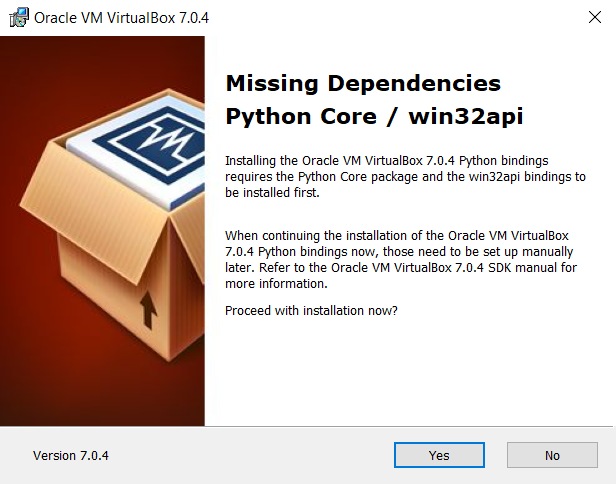 Oracle VM VirtualBox 7.0.4
Missing Dependencies
Python Core / win32api
Installing the Oracle VM VirtualBox 7.0.4 Python bindings
requires the Python Core package and the win32api bindings to
be installed first.
When continuing the installation of the Oracle VM VirtualBox
7.0.4 Python bindings now, those need to be set up manually
later. Refer to the Oracle VM VirtualBox 7.0.4 SDK manual for
more information.
Proceed with installation now?
Version 7.0.4
Yes
No